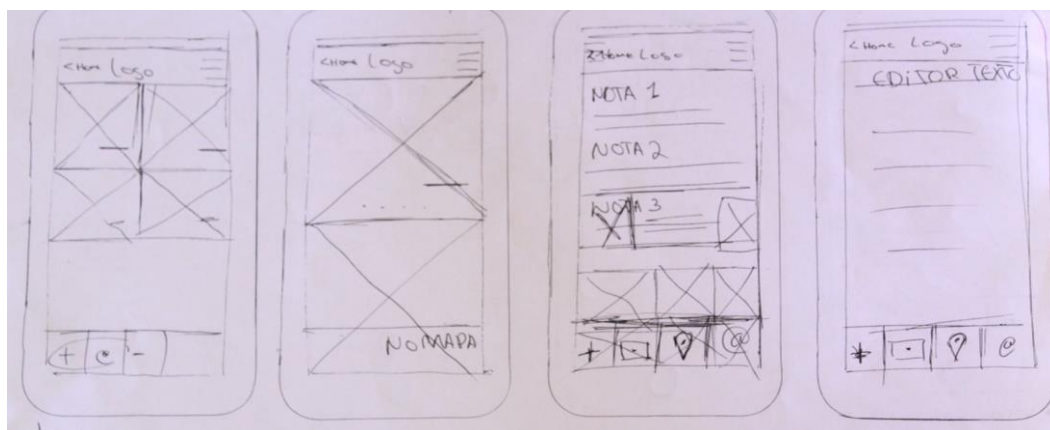 < Home Logo
+ @ -
< Home Logo
NO MAPA
< Home Logo
NOTA 1
NOTA 2
NOTA 3
+ @
< Home Logo
EDITOR TEXTO
@